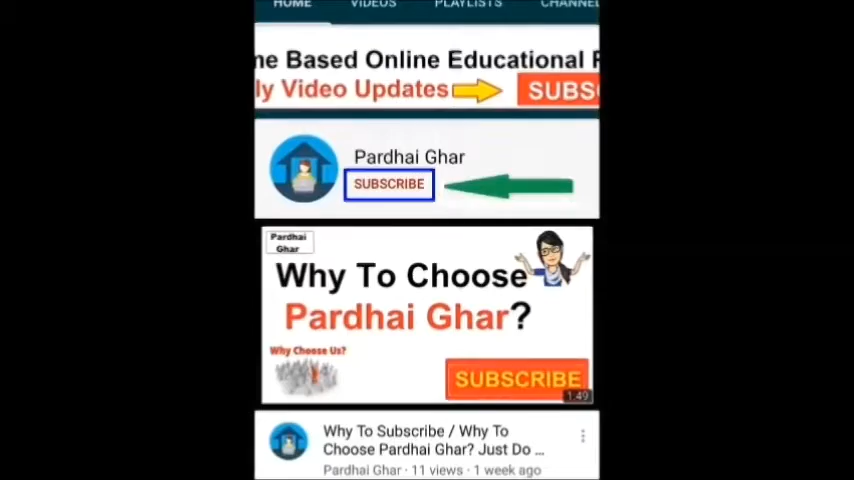 HOME VIDEOS PLAYLISTS CHANNEL
Based Online Educational
Video Updates SUBS
Pardhai Ghar
SUBSCRIBE
Pardhai
Ghar
Why To Choose
Pardhai Ghar?
Why Choose Us?
SUBSCRIBE
1:49
Why To Subscribe / Why To
Choose Pardhai Ghar? Just Do ...
Pardhai Ghar · 11 views · 1 week ago